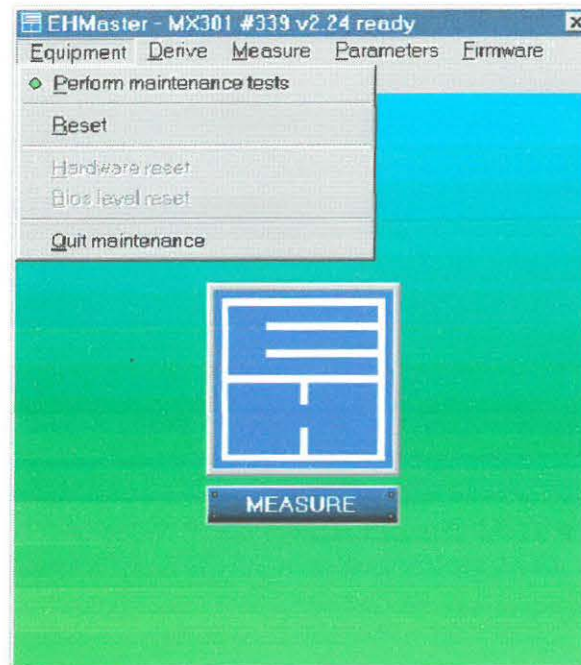 EHMaster - MX301 #339 v2.24 ready
Equipment Derive Measure Parameters Firmware
Perform maintenance tests
Reset
Hardware reset
Bios level reset
Quit maintenance
MEASURE